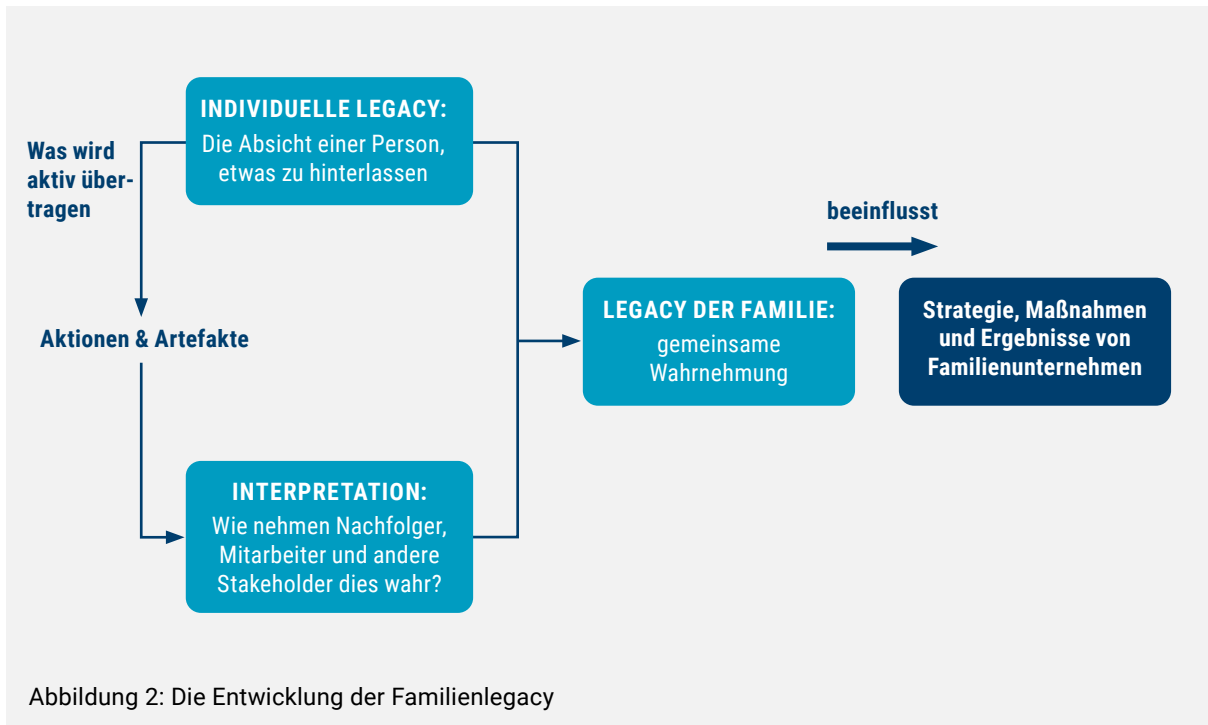 INDIVIDUELLE LEGACY:
Die Absicht einer Person,
etwas zu hinterlassen
Was wird
aktiv über-
tragen
Aktionen & Artefakte
INTERPRETATION:
Wie nehmen Nachfolger,
Mitarbeiter und andere
Stakeholder dies wahr?
LEGACY DER FAMILIE:
gemeinsame
Wahrnehmung
beeinflusst
Strategie, Maßnahmen
und Ergebnisse von
Familienunternehmen
Abbildung 2: Die Entwicklung der Familienlegacy